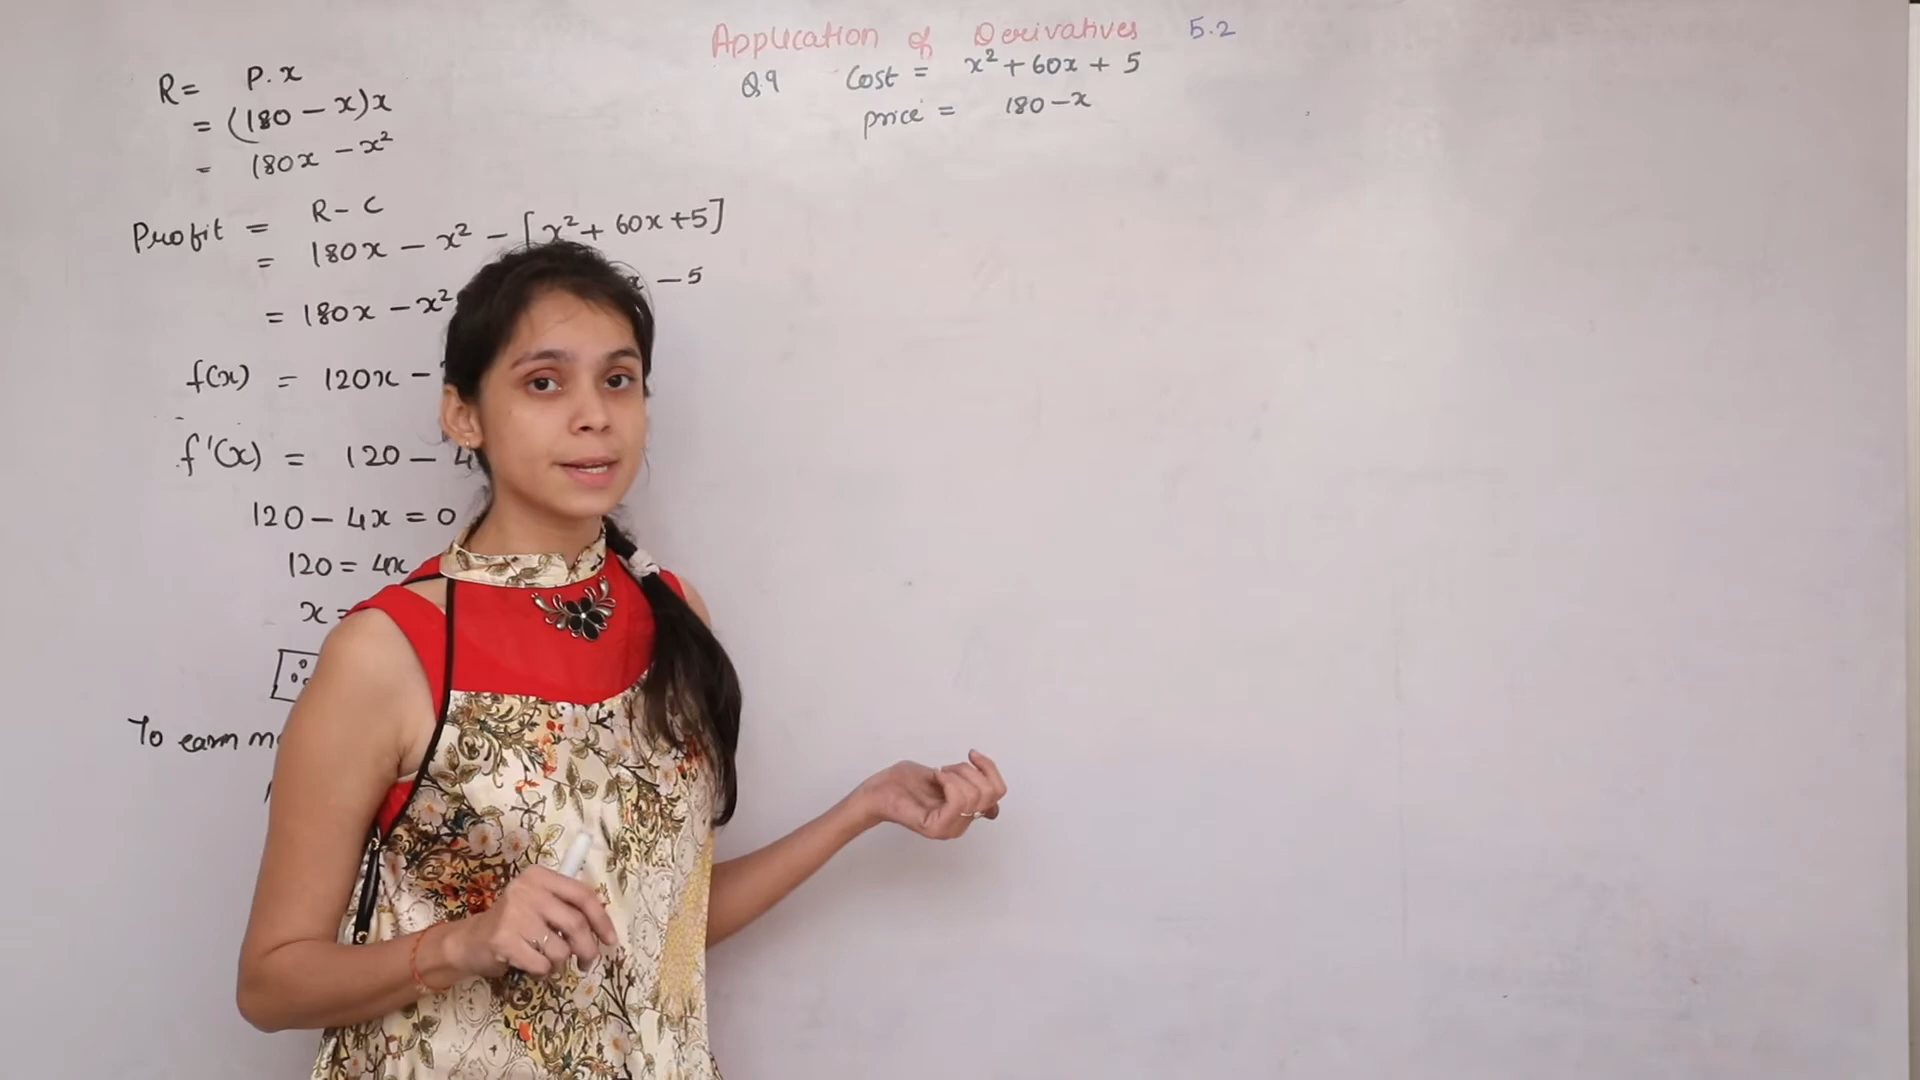 Application of Derivatives 5.2
Q.9 Cost = x² + 60x + 5
price = 180 - x
R = p.x
= (180 - x)x
= 180x - x²
Profit = R - C
= 180x - x² - [x² + 60x + 5]
= 180x - x² x - 5
f(x) = 120x -
f'(x) = 120 - 4
120 - 4x = 0
120 = 4x
x =
To earn